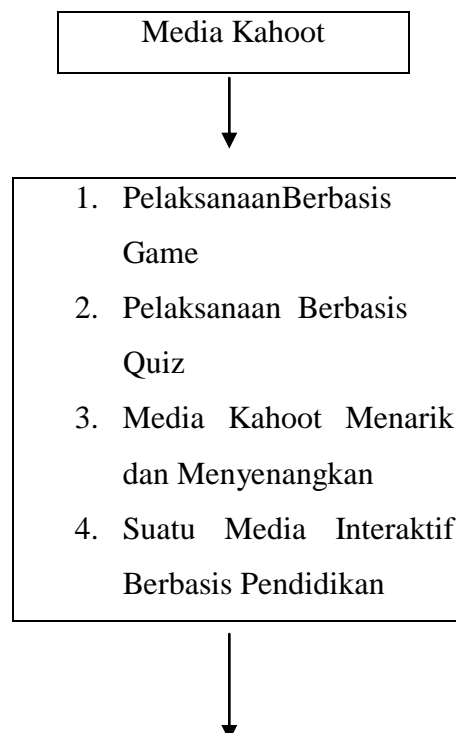 Media Kahoot
1. PelaksanaanBerbasis
Game
2. Pelaksanaan Berbasis
Quiz
3. Media Kahoot Menarik
dan Menyenangkan
4. Suatu Media Interaktif
Berbasis Pendidikan